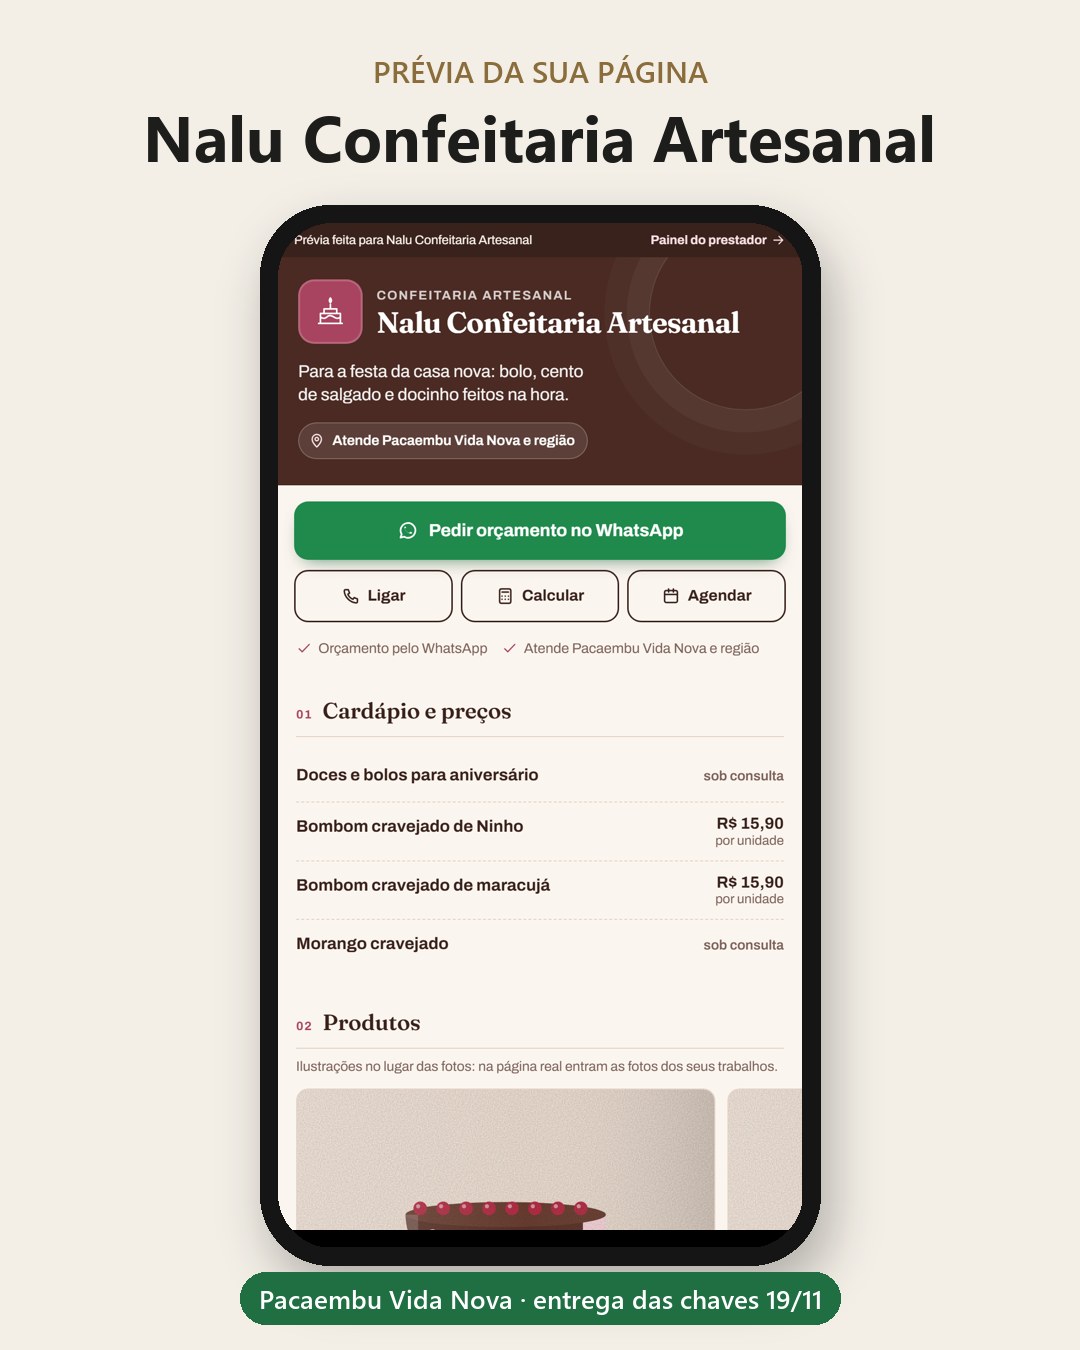 PRÉVIA DA SUA PÁGINA
Nalu Confeitaria Artesanal
Prévia feita para Nalu Confeitaria Artesanal
Painel do prestador →
CONFEITARIA ARTESANAL
Nalu Confeitaria Artesanal
Para a festa da casa nova: bolo, cento
de salgado e docinho feitos na hora.
Atende Pacaembu Vida Nova e região
Pedir orçamento no WhatsApp
Ligar
Calcular
Agendar
Orçamento pelo WhatsApp
Atende Pacaembu Vida Nova e região
01 Cardápio e preços
Doces e bolos para aniversário
sob consulta
Bombom cravejado de Ninho
R$ 15,90
por unidade
Bombom cravejado de maracujá
R$ 15,90
por unidade
Morango cravejado
sob consulta
02 Produtos
Ilustrações no lugar das fotos: na página real entram as fotos dos seus trabalhos.
Pacaembu Vida Nova · entrega das chaves 19/11